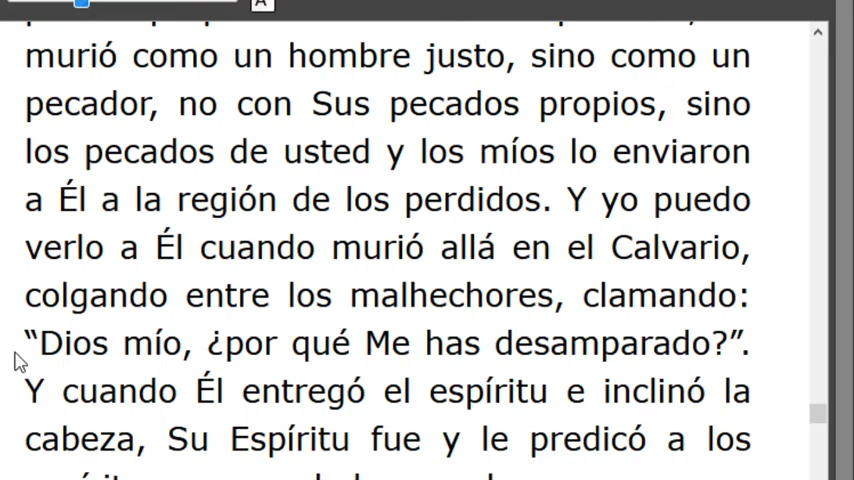 A
murió como un hombre justo, sino como un
pecador, no con Sus pecados propios, sino
los pecados de usted y los míos lo enviaron
a Él a la región de los perdidos. Y yo puedo
verlo a Él cuando murió allá en el Calvario,
colgando entre los malhechores, clamando:
“Dios mío, ¿por qué Me has desamparado?”.
Y cuando Él entregó el espíritu e inclinó la
cabeza, Su Espíritu fue y le predicó a los